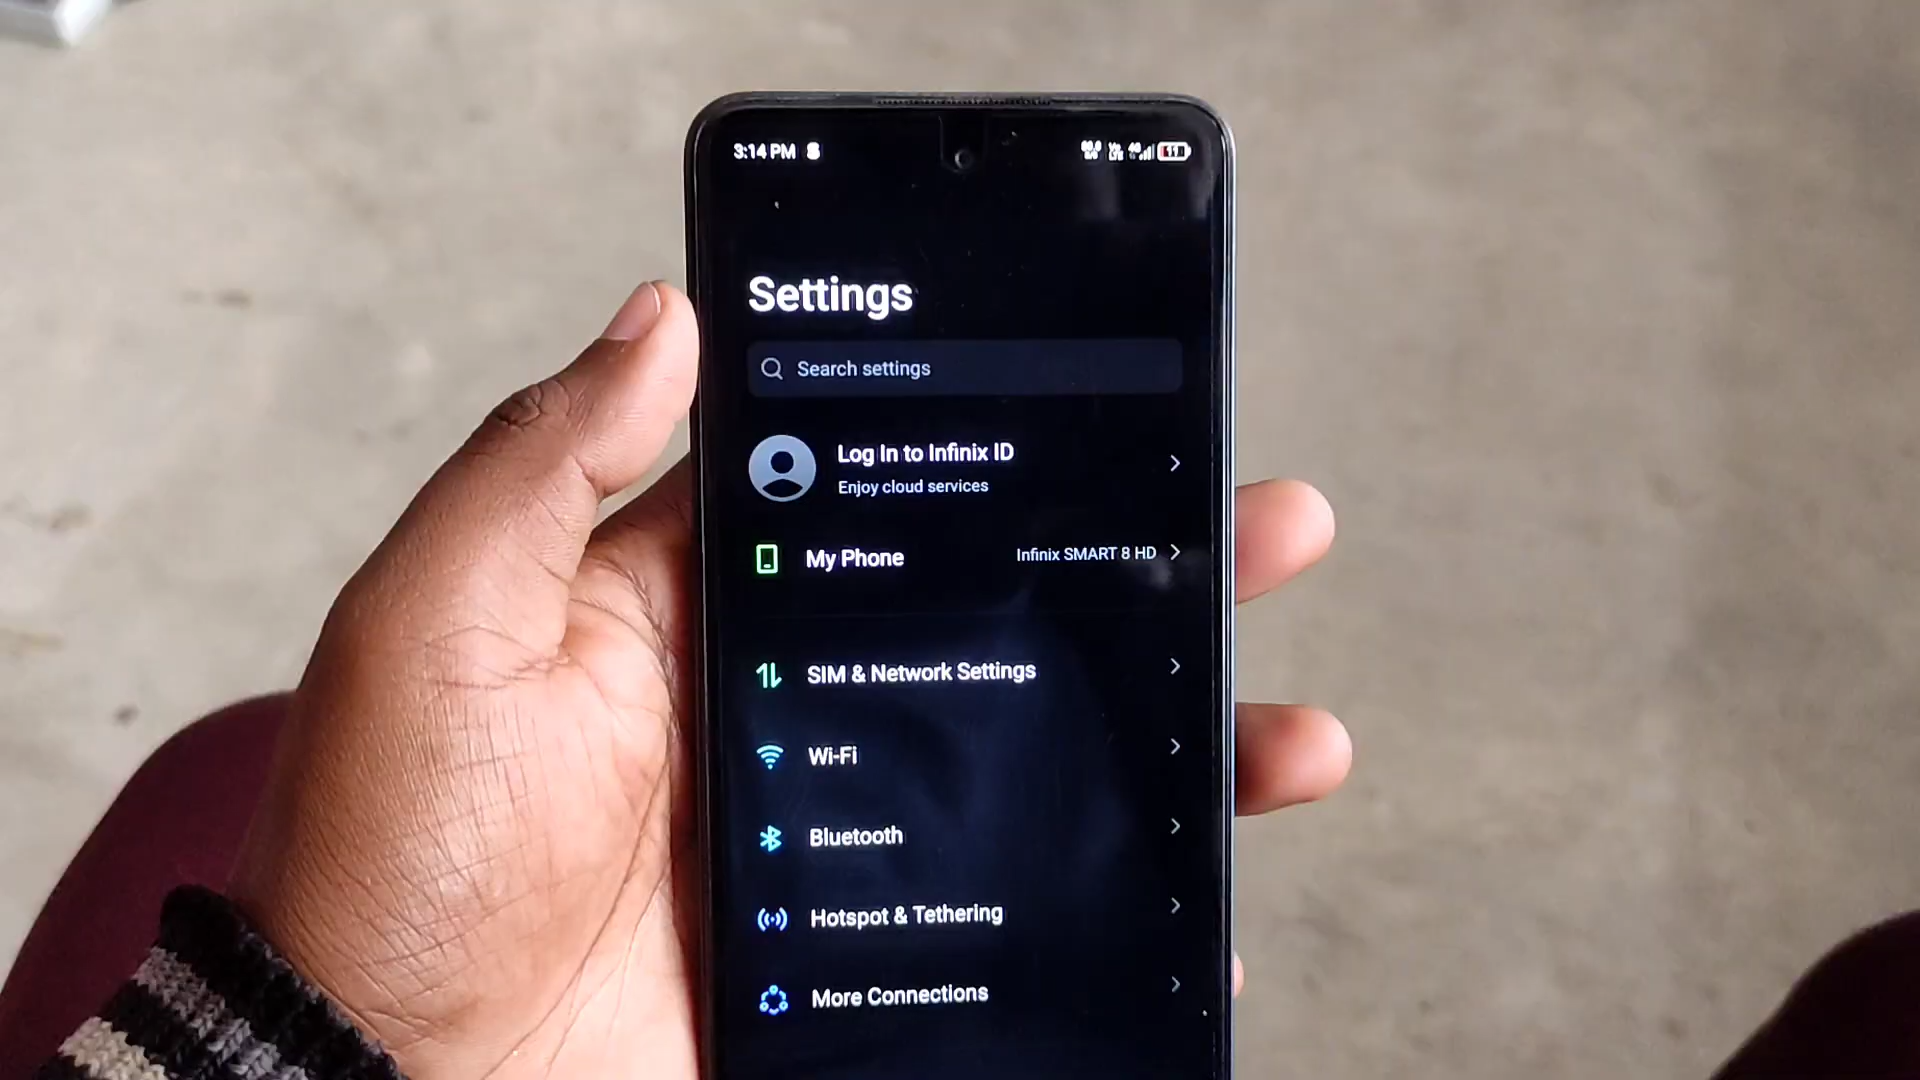 3:14 PM
Settings
Search settings
Log In to Infinix ID
Enjoy cloud services
My Phone
Infinix SMART 8 HD
SIM & Network Settings
Wi-Fi
Bluetooth
Hotspot & Tethering
More Connections